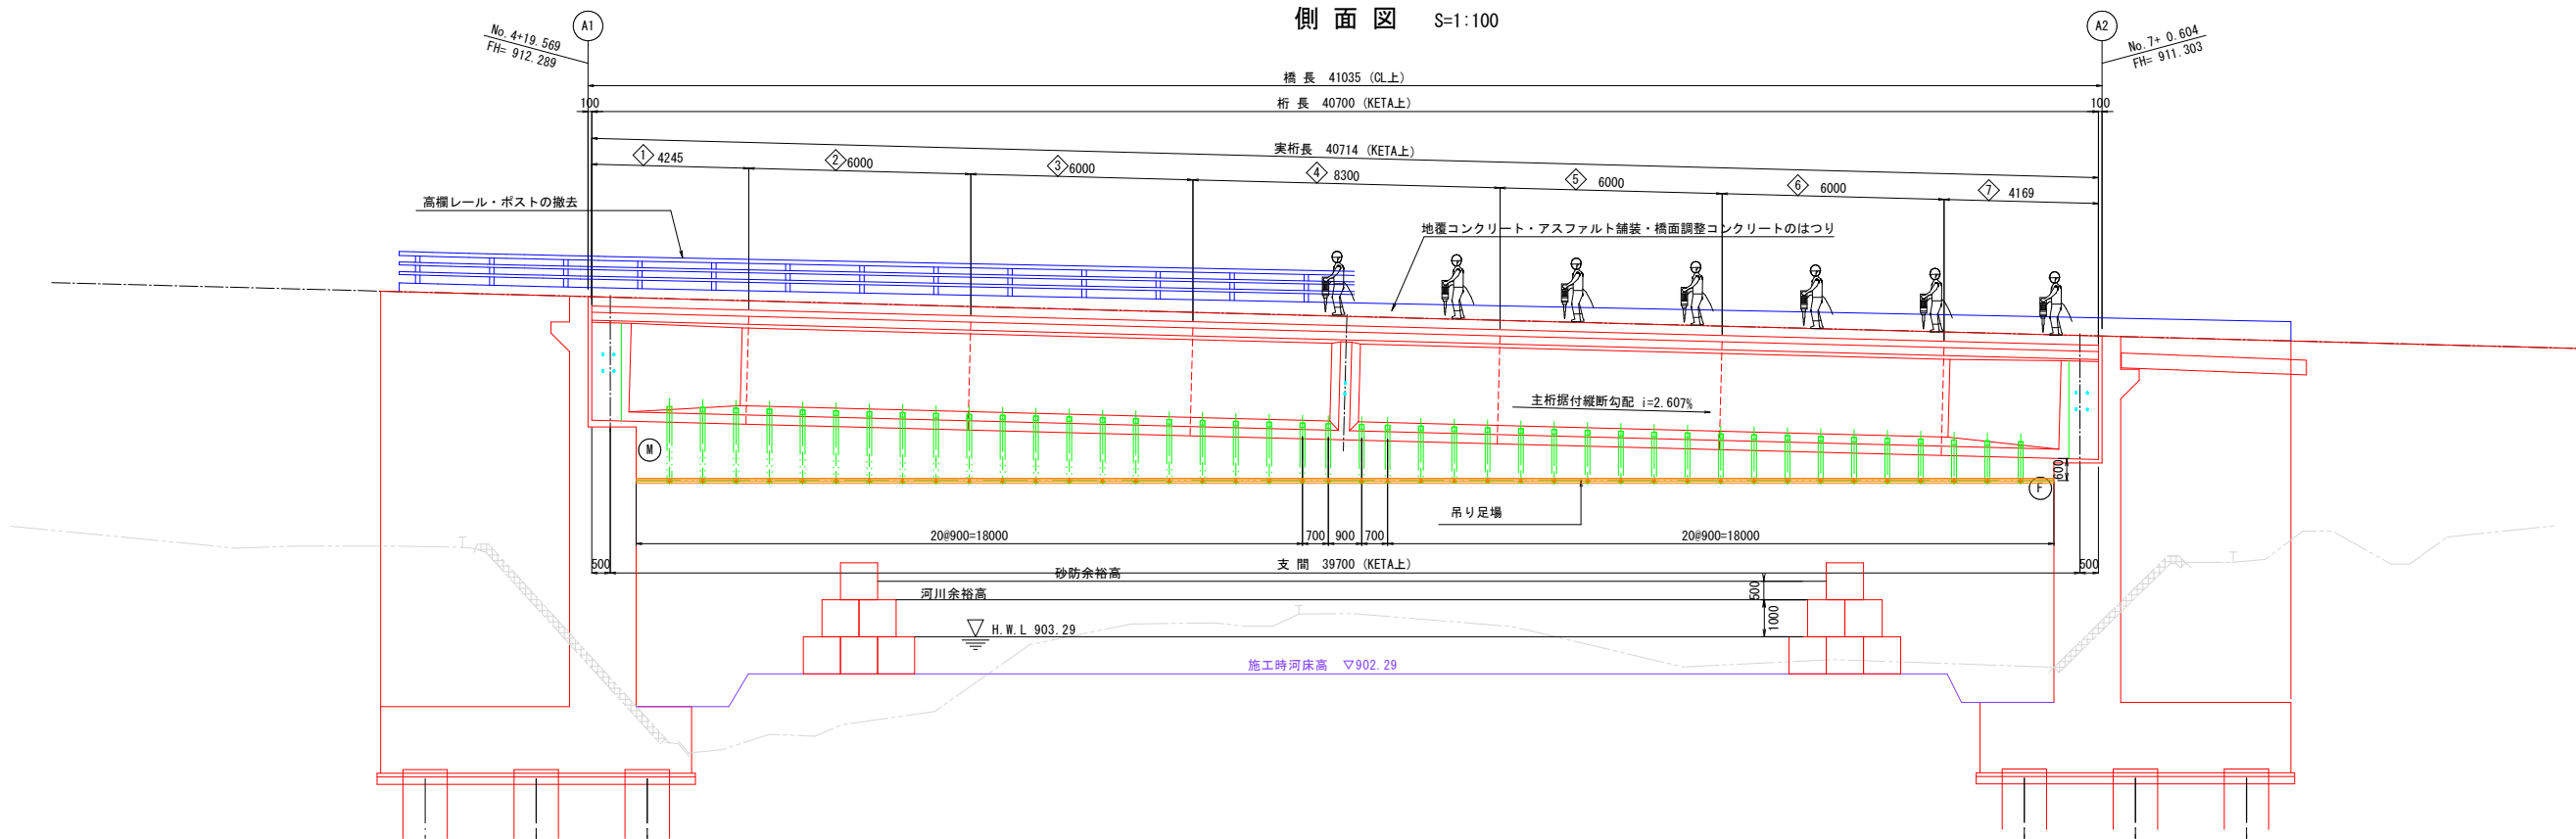 側面図 S=1:100
A1
A2
No.4+19.569
FH= 912.289
No.7+ 0.604
FH= 911.303
橋長 41035 (CL上)
100
桁長 40700 (KETA上)
100
実桁長 40714 (KETA上)
1 4245
2 6000
3 6000
4 8300
5 6000
6 6000
7 4169
高欄レール・ポストの撤去
地覆コンクリート・アスファルト舗装・橋面調整コンクリートのはつり
主桁据付縦断勾配 i=2.607%
M
F
600
吊り足場
20@900=18000
700
900
700
20@900=18000
500
支間 39700 (KETA上)
500
砂防余裕高
500
河川余裕高
1000
H.W.L 903.29
施工時河床高 ▽902.29